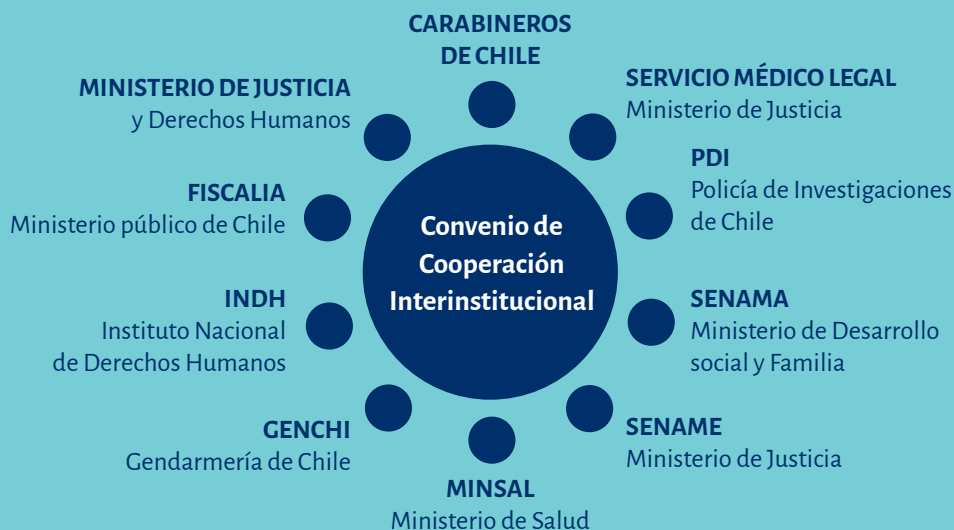 CARABINEROS
DE CHILE
SERVICIO MÉDICO LEGAL
Ministerio de Justicia
PDI
Policía de Investigaciones
de Chile
SENAMA
Ministerio de Desarrollo
social y Familia
SENAME
Ministerio de Justicia
MINSAL
Ministerio de Salud
GENCHI
Gendarmería de Chile
INDH
Instituto Nacional
de Derechos Humanos
FISCALIA
Ministerio público de Chile
MINISTERIO DE JUSTICIA
y Derechos Humanos
Convenio de
Cooperación
Interinstitucional